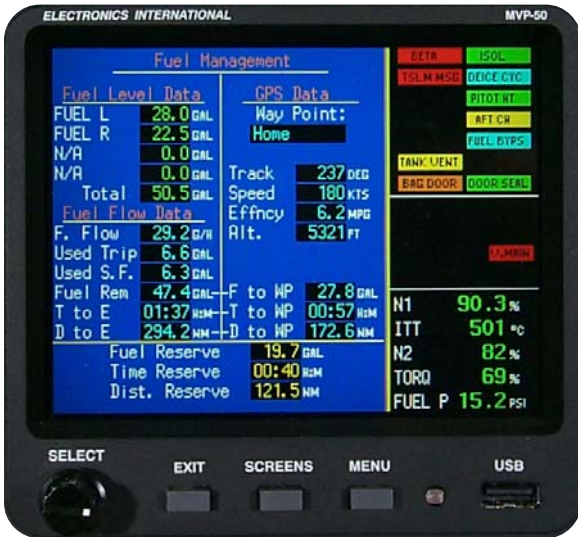 ELECTRONICS INTERNATIONAL MVP-50
Fuel Management
Fuel Level Data
FUEL L 28.0 GAL
FUEL R 22.5 GAL
N/A 0.0 GAL
N/A 0.0 GAL
Total 50.5 GAL
GPS Data
Way Point:
Home
Track 237 DEG
Speed 180 KTS
Effncy 6.2 MPG
Alt. 5321 FT
Fuel Flow Data
F. Flow 29.2 G/H
Used Trip 6.6 GAL
Used S.F. 6.3 GAL
Fuel Rem 47.4 GAL F to WP 27.8 GAL
T to E 01:37 H:M T to WP 00:57 H:M
D to E 294.2 NM D to WP 172.6 NM
Fuel Reserve 19.7 GAL
Time Reserve 00:40 H:M
Dist. Reserve 121.5 NM
BETA ISOL
TSLM MSG DEICE CYC
PITOT HT
AFT CH
FUEL BYPS
TANK VENT
BAG DOOR DOOR SEAL
V.MAIN
N1 90.3 %
ITT 501 °C
N2 82 %
TORQ 69 %
FUEL P 15.2 PSI
SELECT EXIT SCREENS MENU USB